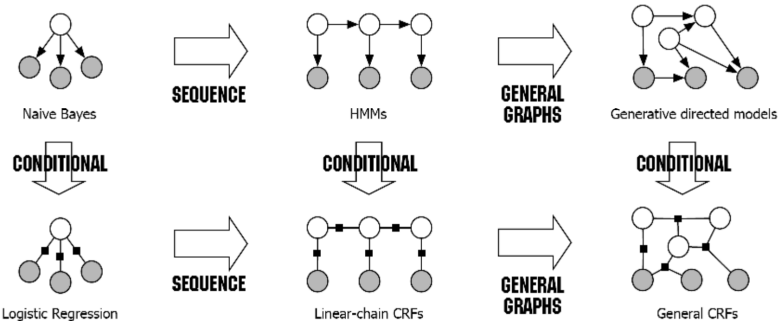 SEQUENCE
GENERAL
GRAPHS
Naive Bayes
HMMs
Generative directed models
CONDITIONAL
CONDITIONAL
CONDITIONAL
SEQUENCE
GENERAL
GRAPHS
Logistic Regression
Linear-chain CRFs
General CRFs